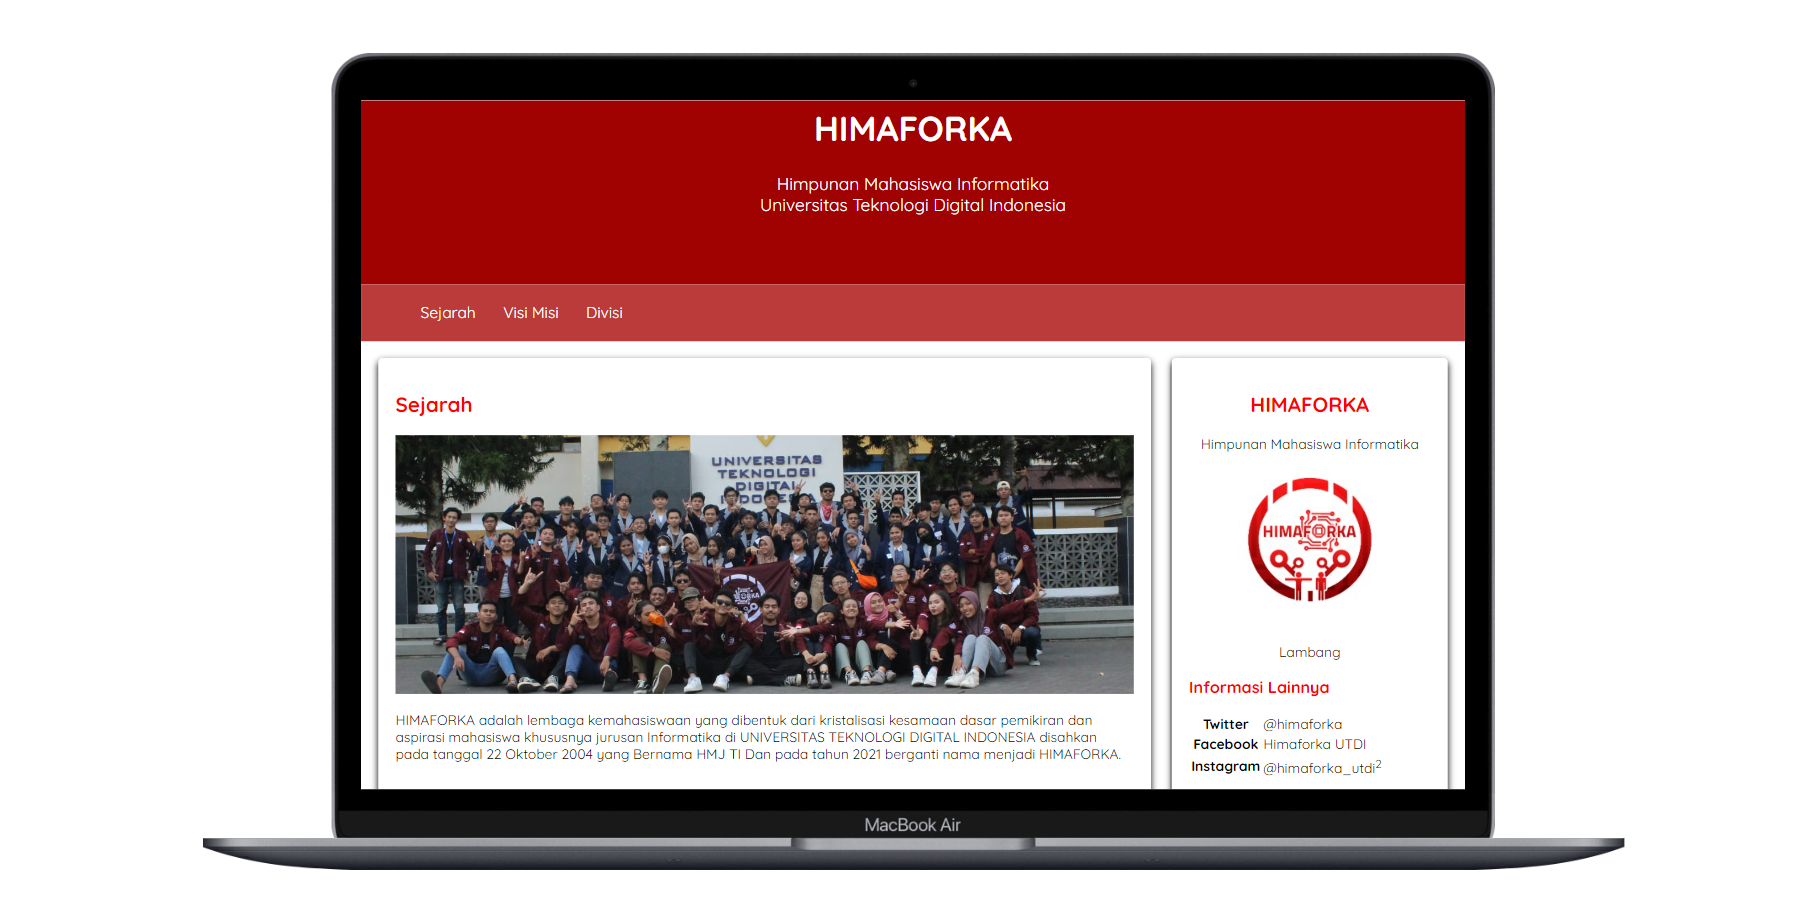 HIMAFORKA
Himpunan Mahasiswa Informatika
Universitas Teknologi Digital Indonesia
Sejarah Visi Misi Divisi
Sejarah
UNIVERSITAS
TEKNOLOGI
DIGITAL
INDONESIA
HIMAFORKA adalah lembaga kemahasiswaan yang dibentuk dari kristalisasi kesamaan dasar pemikiran dan
aspirasi mahasiswa khususnya jurusan Informatika di UNIVERSITAS TEKNOLOGI DIGITAL INDONESIA disahkan
pada tanggal 22 Oktober 2004 yang Bernama HMJ TI Dan pada tahun 2021 berganti nama menjadi HIMAFORKA.
HIMAFORKA
Himpunan Mahasiswa Informatika
HIMAFORKA
Lambang
Informasi Lainnya
Twitter @himaforka
Facebook Himaforka UTDI
Instagram @himaforka_utdi²
MacBook Air